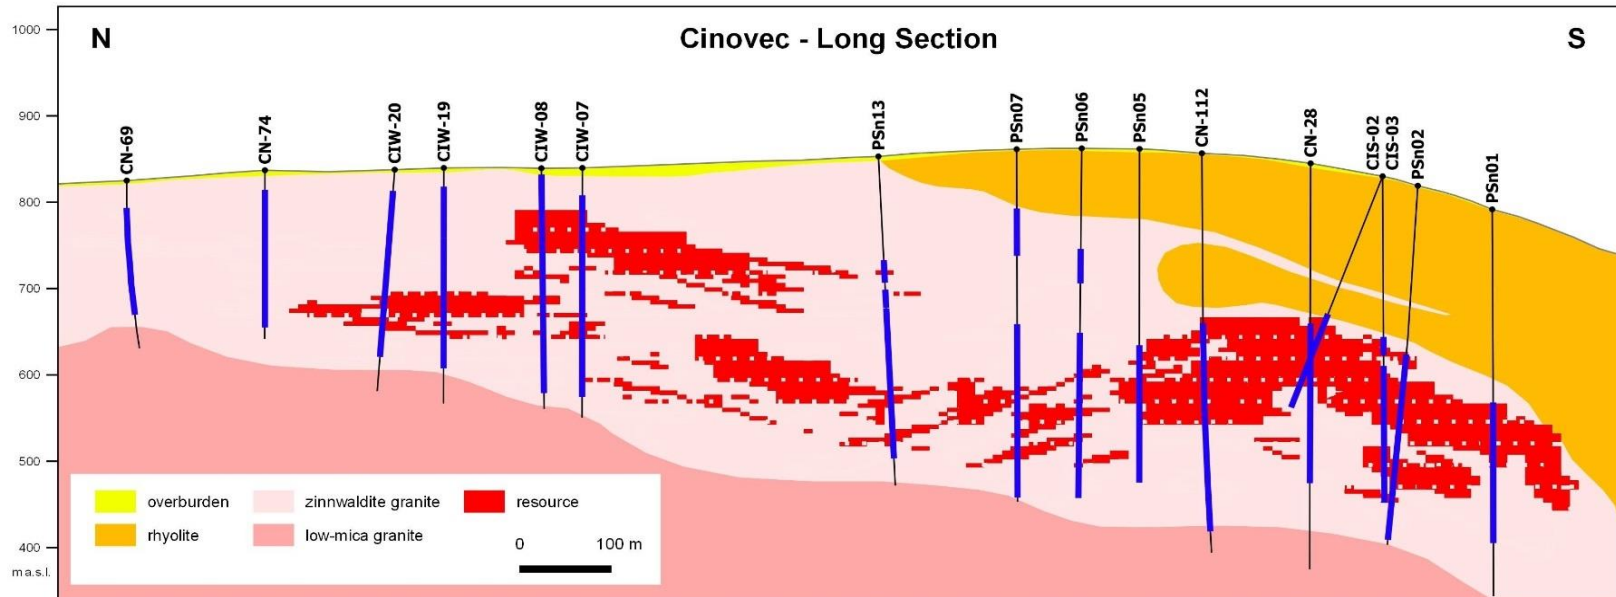 Cinovec - Long Section
N
S
1000
900
800
700
600
500
400
m a.s.l.
CN-69
CN-74
CIW-20
CIW-19
CIW-08
CIW-07
PSn13
PSn07
PSn06
PSn05
CN-112
CN-28
CIS-02
CIS-03
PSn02
PSn01
overburden
zinnwaldite granite
resource
rhyolite
low-mica granite
0
100 m